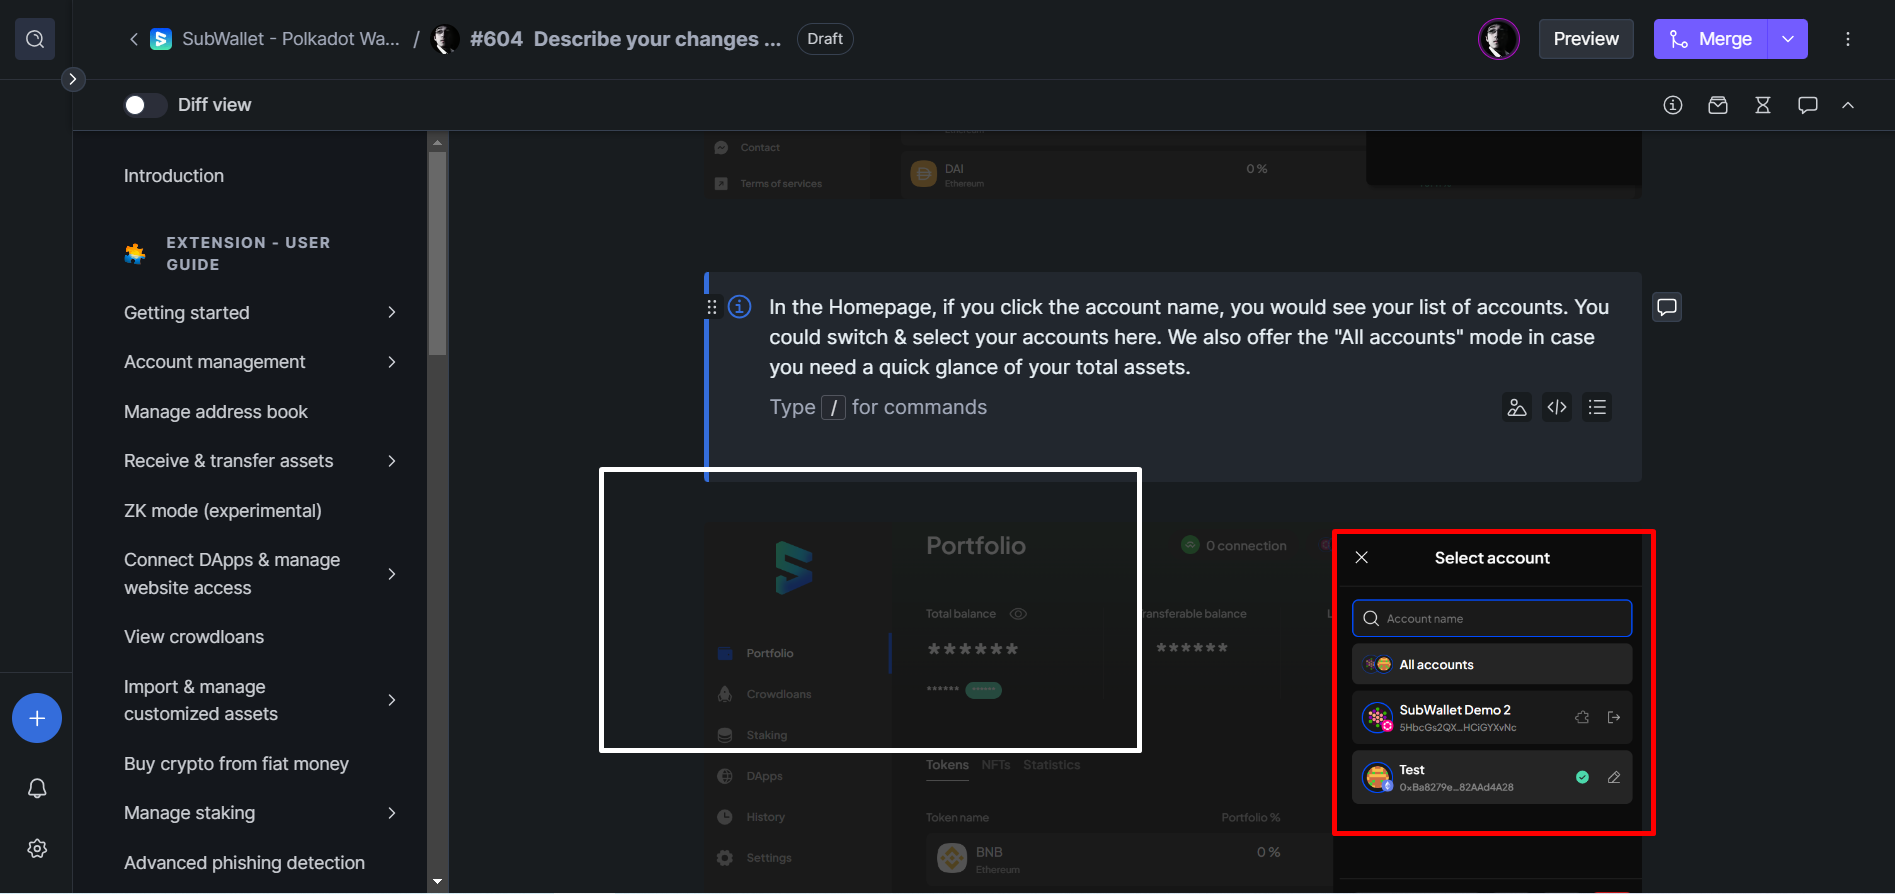 SubWallet - Polkadot Wa... / #604 Describe your changes ... Draft Preview Merge
Diff view
Introduction
EXTENSION - USER
GUIDE
Getting started
Account management
Manage address book
Receive & transfer assets
ZK mode (experimental)
Connect DApps & manage
website access
View crowdloans
Import & manage
customized assets
Buy crypto from fiat money
Manage staking
Advanced phishing detection
Contact
Terms of services
DAI 0 %
Ethereum
In the Homepage, if you click the account name, you would see your list of accounts. You
could switch & select your accounts here. We also offer the "All accounts" mode in case
you need a quick glance of your total assets.
Type / for commands
Portfolio 0 connection
Total balance ransferable balance L
****** ******
****** ******
Portfolio
Crowdloans
Staking
DApps
History
Settings
Tokens NFTs Statistics
Token name Portfolio %
BNB 0 %
Ethereum
Select account
Account name
All accounts
SubWallet Demo 2
5HbcGs2QX...HCiGYXvNc
Test
0xBa8279e...82AAd4A28